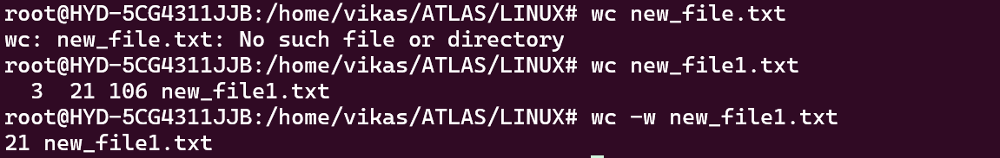 root@HYD-5CG4311JJB:/home/vikas/ATLAS/LINUX# wc new_file.txt
wc: new_file.txt: No such file or directory
root@HYD-5CG4311JJB:/home/vikas/ATLAS/LINUX# wc new_file1.txt
  3  21 106 new_file1.txt
root@HYD-5CG4311JJB:/home/vikas/ATLAS/LINUX# wc -w new_file1.txt
21 new_file1.txt